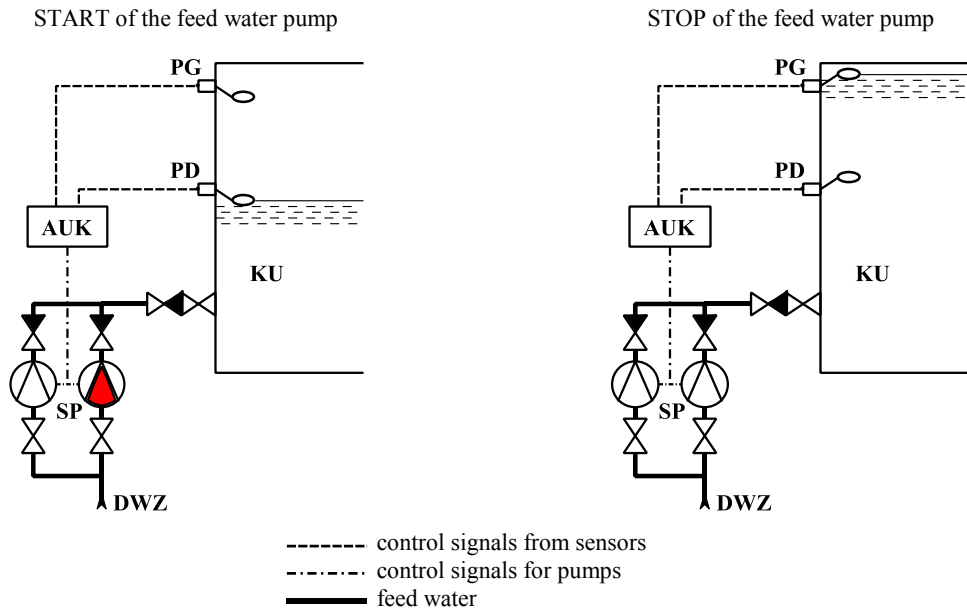 START of the feed water pump
PG
PD
AUK
KU
SP
DWZ
STOP of the feed water pump
PG
PD
AUK
KU
SP
DWZ
control signals from sensors
control signals for pumps
feed water